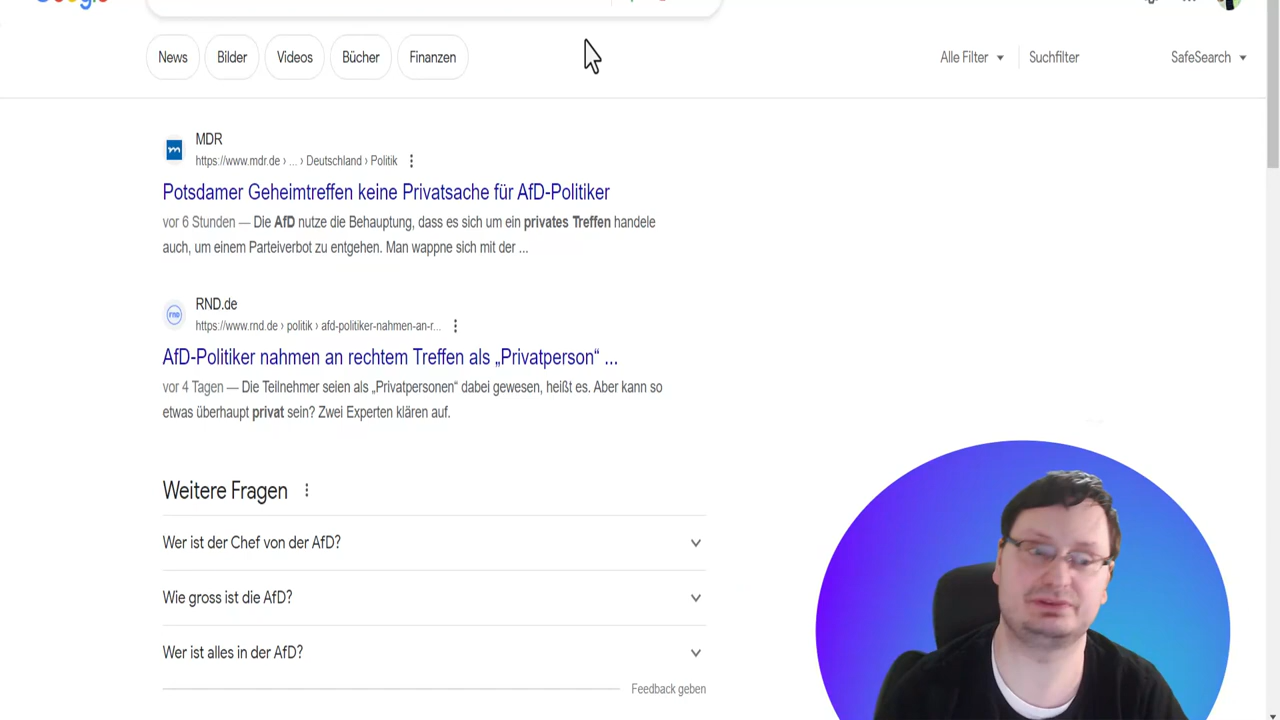 Google
News
Bilder
Videos
Bücher
Finanzen
Alle Filter
Suchfilter
SafeSearch
MDR
https://www.mdr.de › ... › Deutschland › Politik
Potsdamer Geheimtreffen keine Privatsache für AfD-Politiker
vor 6 Stunden — Die AfD nutze die Behauptung, dass es sich um ein privates Treffen handele
auch, um einem Parteiverbot zu entgehen. Man wappne sich mit der ...
RND.de
rnd
https://www.rnd.de › politik › afd-politiker-nahmen-an-r...
AfD-Politiker nahmen an rechtem Treffen als „Privatperson“ ...
vor 4 Tagen — Die Teilnehmer seien als „Privatpersonen“ dabei gewesen, heißt es. Aber kann so
etwas überhaupt privat sein? Zwei Experten klären auf.
Weitere Fragen
Wer ist der Chef von der AfD?
Wie gross ist die AfD?
Wer ist alles in der AfD?
Feedback geben